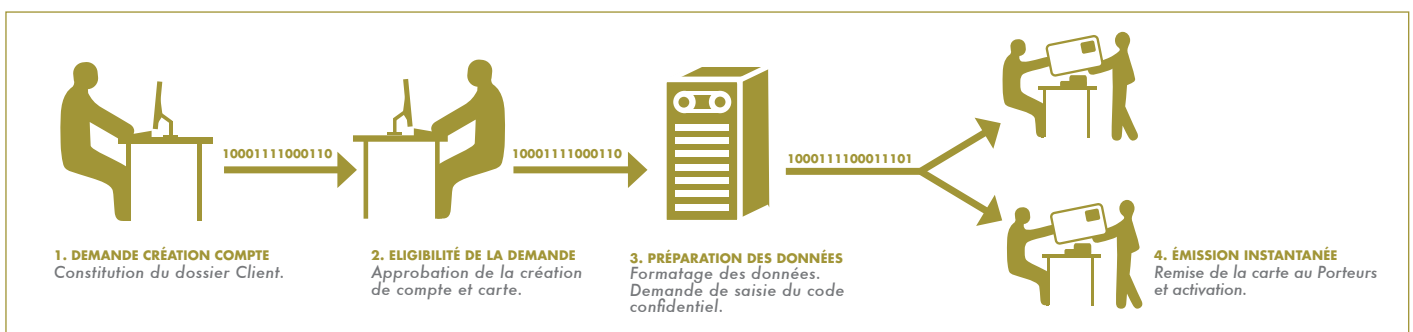 10001111000110
10001111000110
1000111100011101
1. DEMANDE CRÉATION COMPTE
Constitution du dossier Client.
2. ELIGIBILITÉ DE LA DEMANDE
Approbation de la création
de compte et carte.
3. PRÉPARATION DES DONNÉES
Formatage des données.
Demande de saisie du code
confidentiel.
4. ÉMISSION INSTANTANÉE
Remise de la carte au Porteurs
et activation.